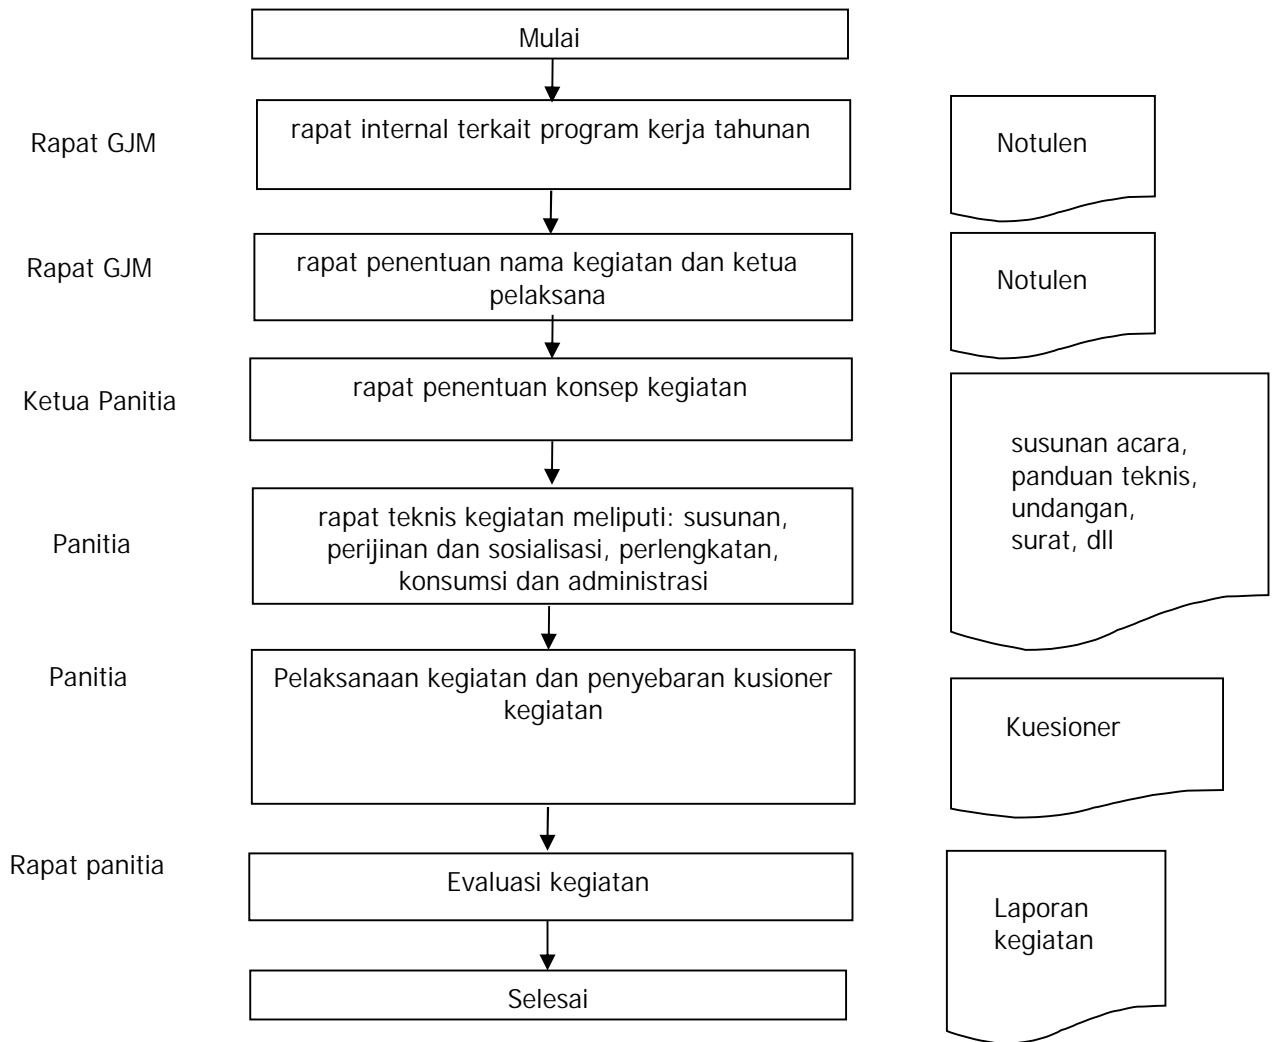 Mulai
Rapat GJM
rapat internal terkait program kerja tahunan
Notulen
Rapat GJM
rapat penentuan nama kegiatan dan ketua
pelaksana
Notulen
Ketua Panitia
rapat penentuan konsep kegiatan
susunan acara,
panduan teknis,
undangan,
surat, dll
Panitia
rapat teknis kegiatan meliputi: susunan,
perijinan dan sosialisasi, perlengkatan,
konsumsi dan administrasi
Panitia
Pelaksanaan kegiatan dan penyebaran kusioner
kegiatan
Kuesioner
Rapat panitia
Evaluasi kegiatan
Laporan
kegiatan
Selesai